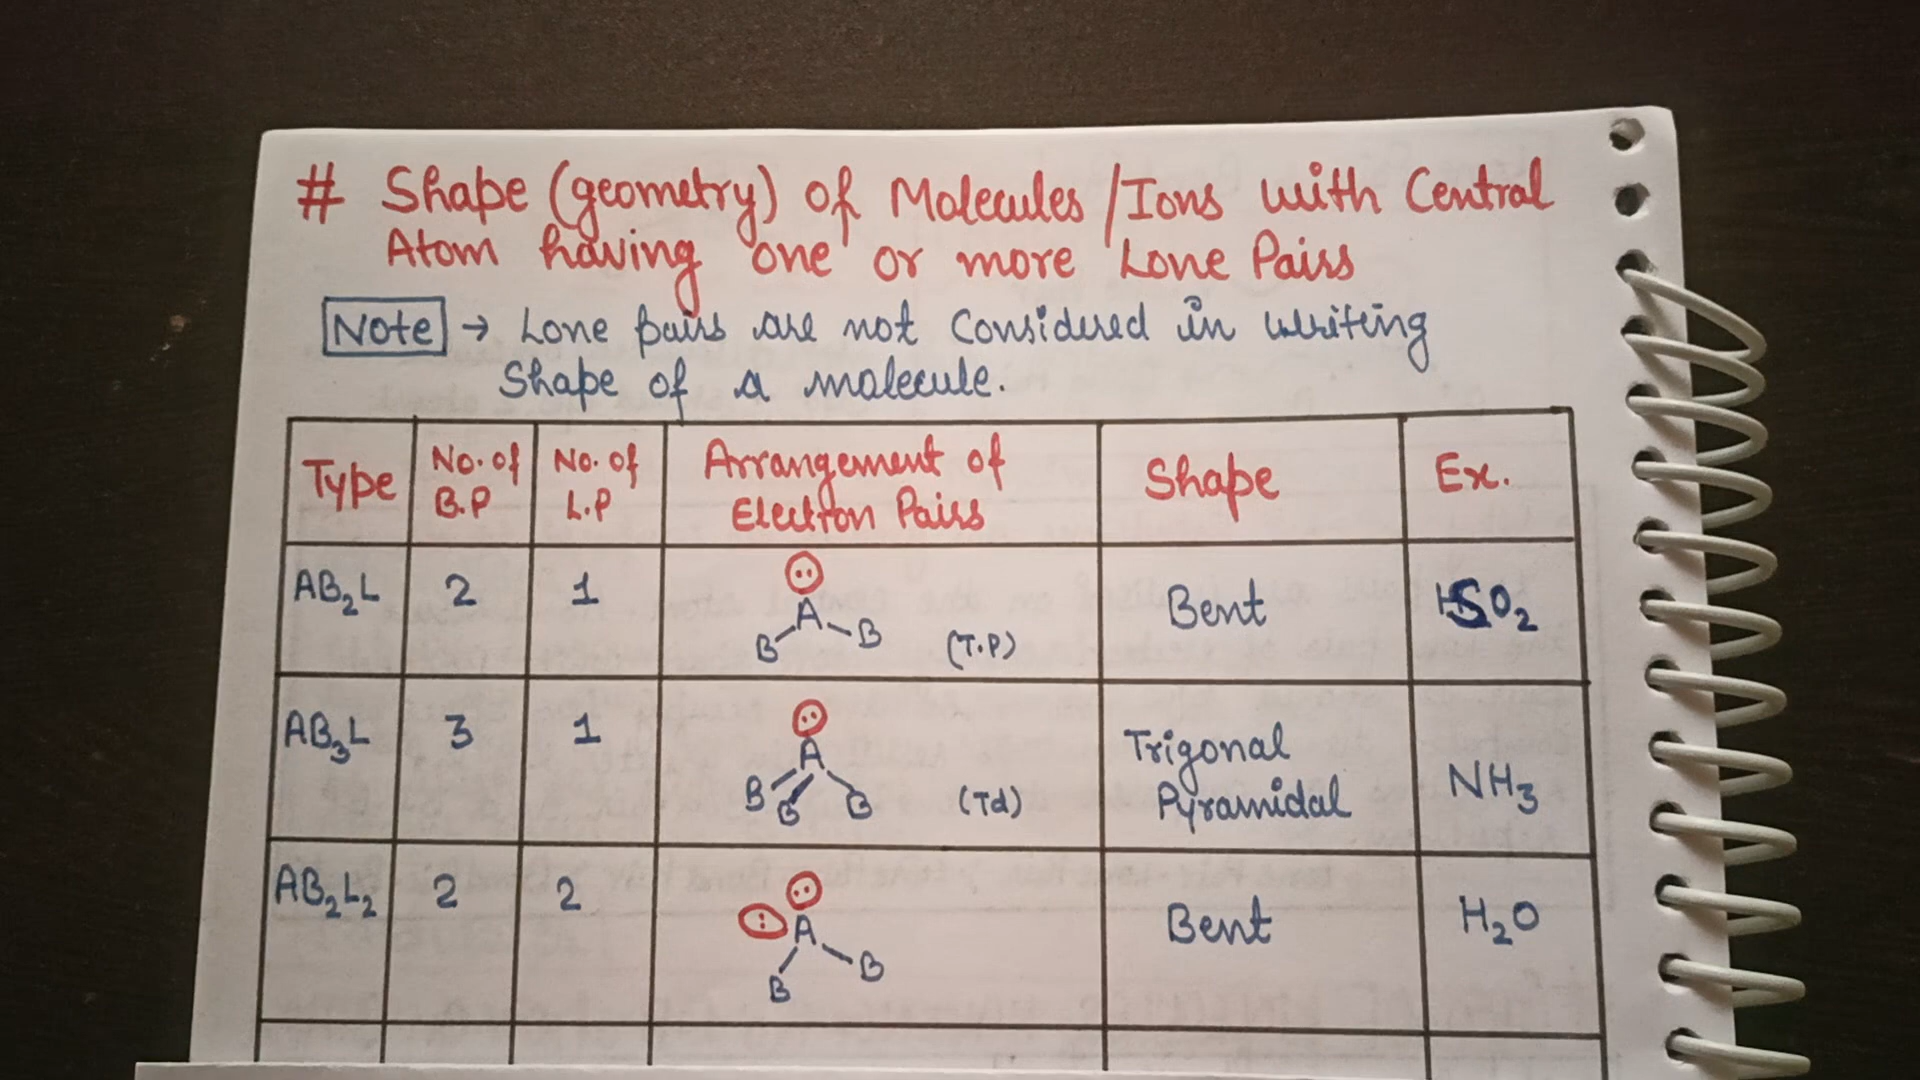 # Shape (geometry) of Molecules/Ions with Central
Atom having one or more Lone Pairs
Note → Lone pairs are not Considered in writing
Shape of a molecule.
Type No. of B.P No. of L.P Arrangement of Electron Pairs Shape Ex.
AB₂L 2 1 A B B (T.P) Bent SO₂
AB₃L 3 1 A B B B (Td) Trigonal Pyramidal NH₃
AB₂L₂ 2 2 A B B Bent H₂O